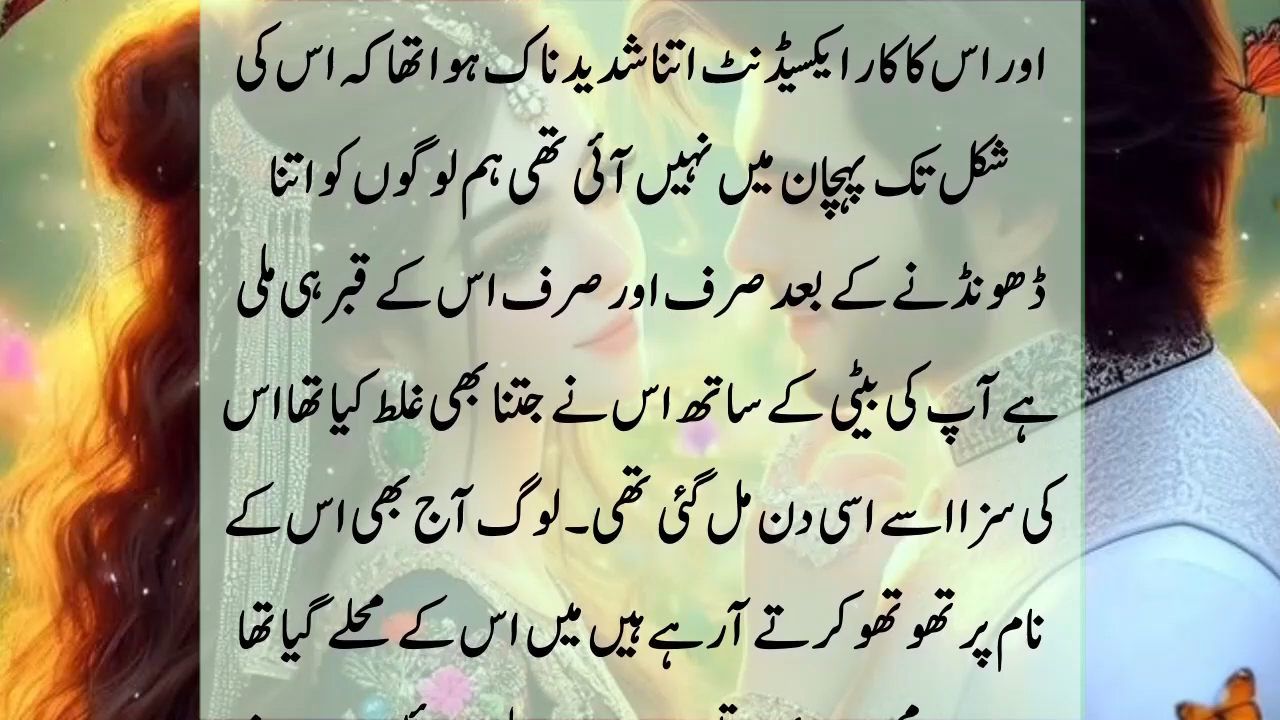 اور اس کا کار ایکسیڈنٹ اتنا شدید ناک ہوا تھا کہ اس کی
شکل تک پہچان میں نہیں آئی تھی ہم لوگوں کو اتنا
ڈھونڈنے کے بعد صرف اور صرف اس کے قبر ہی ملی
ہے آپ کی بیٹی کے ساتھ اس نے جتنا بھی غلط کیا تھا اس
کی سزا اسے اسی دن مل گئی تھی۔ لوگ آج بھی اس کے
نام پر تھو تھو کرتے آرہے ہیں میں اس کے محلے گیا تھا